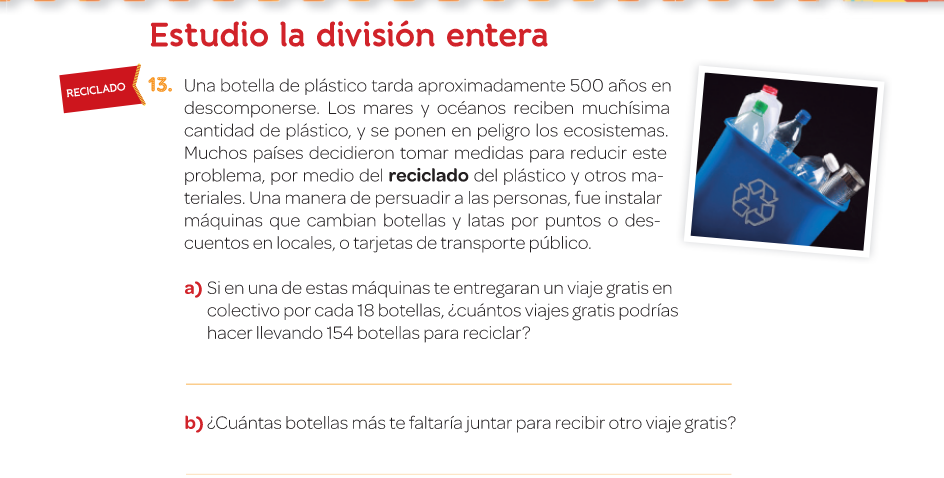 Estudio la división entera
RECICLADO
13. Una botella de plástico tarda aproximadamente 500 años en
descomponerse. Los mares y océanos reciben muchísima
cantidad de plástico, y se ponen en peligro los ecosistemas.
Muchos países decidieron tomar medidas para reducir este
problema, por medio del reciclado del plástico y otros ma-
teriales. Una manera de persuadir a las personas, fue instalar
máquinas que cambian botellas y latas por puntos o des-
cuentos en locales, o tarjetas de transporte público.
a) Si en una de estas máquinas te entregaran un viaje gratis en
colectivo por cada 18 botellas, ¿cuántos viajes gratis podrías
hacer llevando 154 botellas para reciclar?
b) ¿Cuántas botellas más te faltaría juntar para recibir otro viaje gratis?